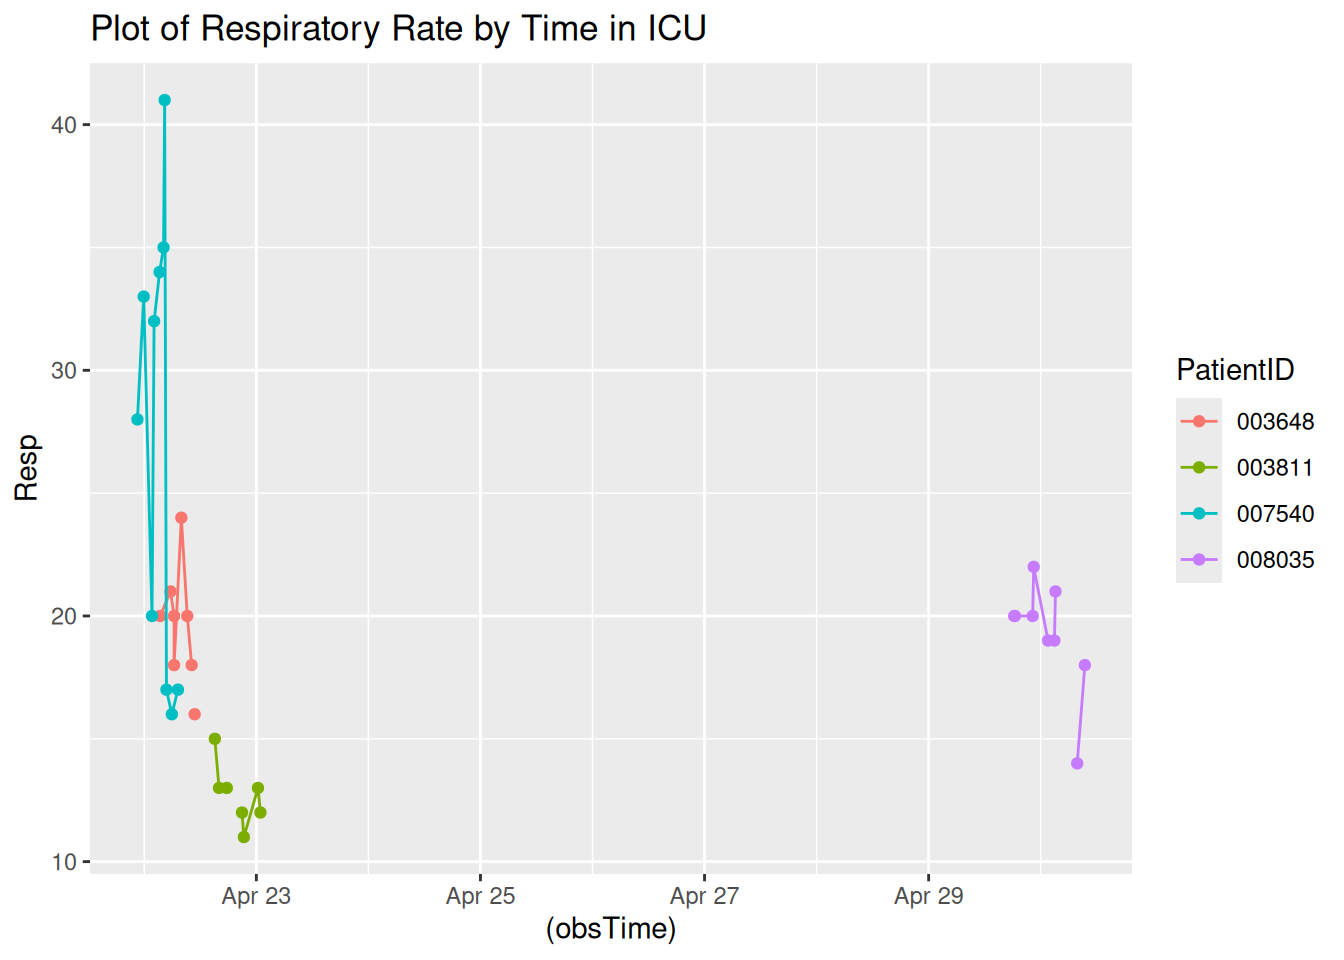 Plot of Respiratory Rate by Time in ICU
40
30
20
10
Resp
Apr 23
Apr 25
Apr 27
Apr 29
(obsTime)
PatientID
003648
003811
007540
008035